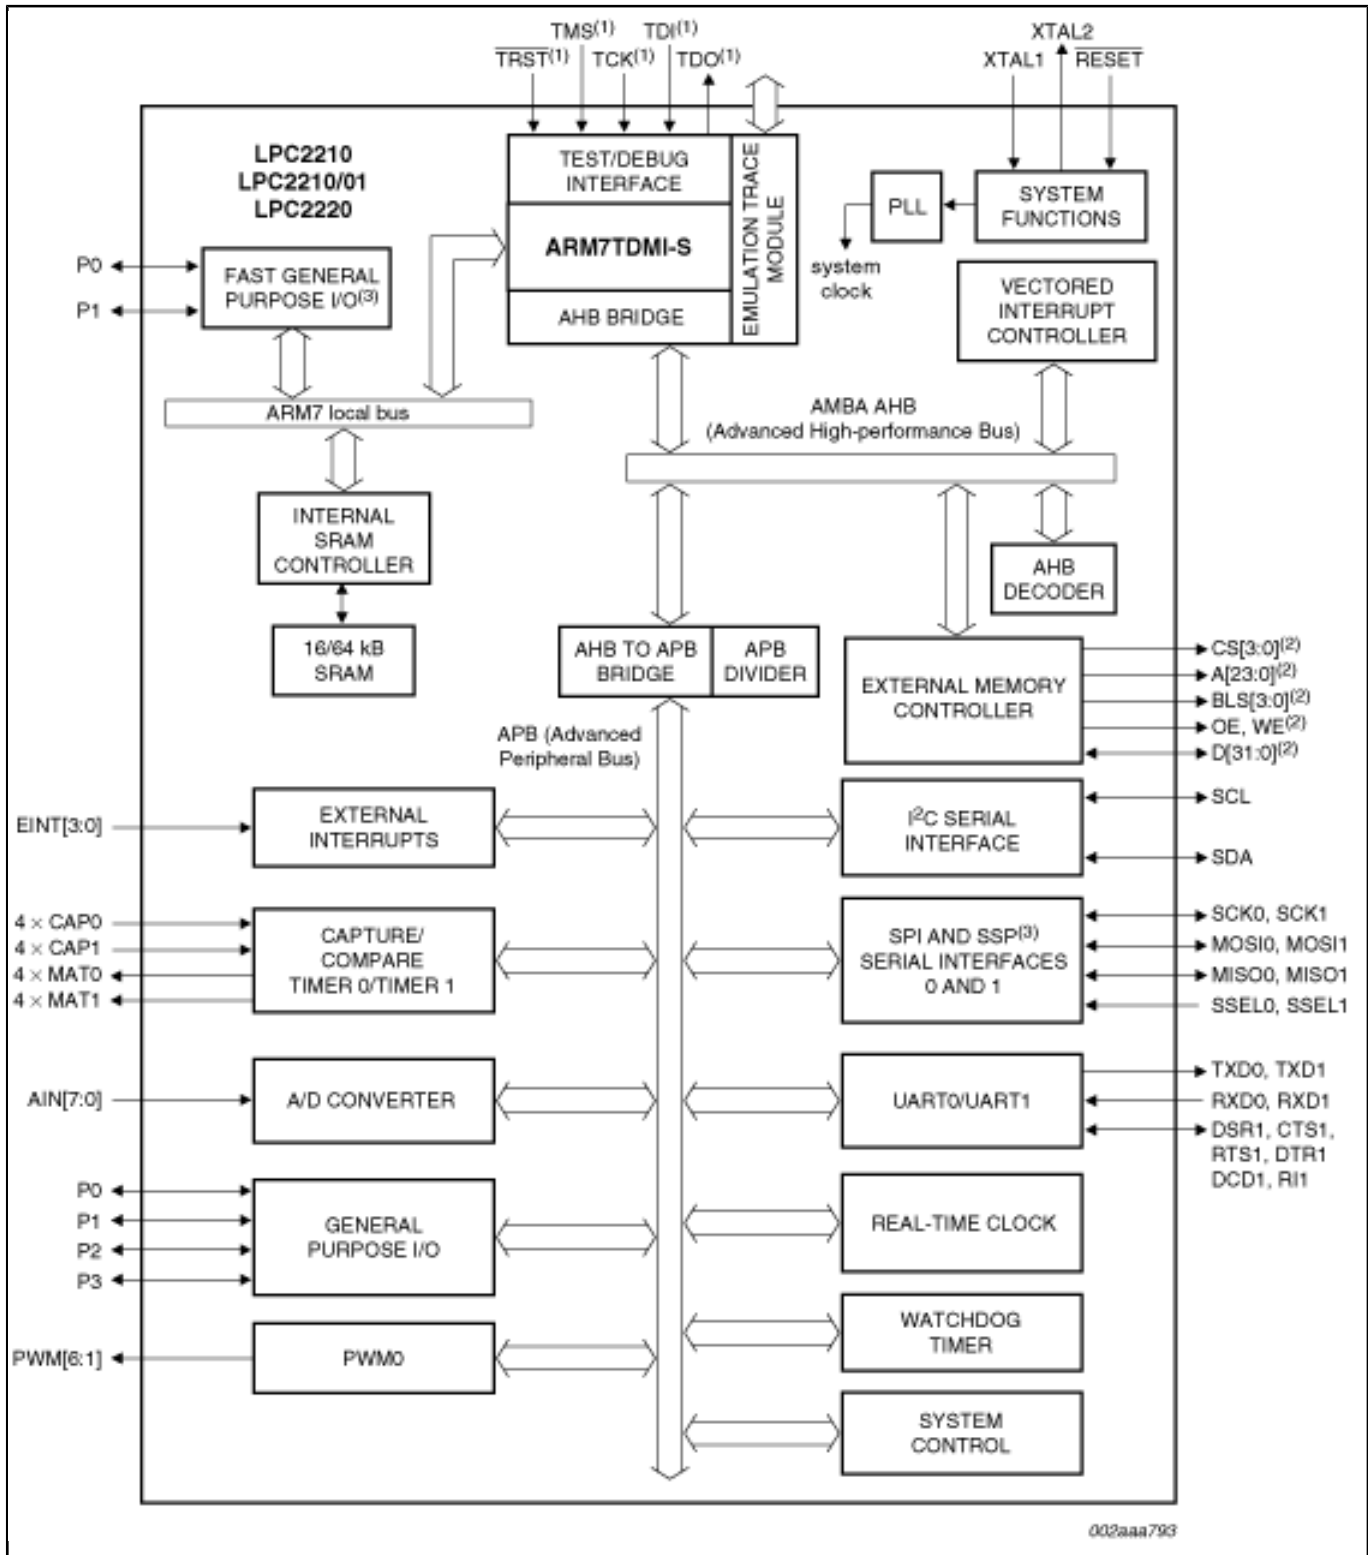 TMS(1) TDI(1)
TRST(1) TCK(1) TDO(1)
XTAL2
XTAL1 RESET
LPC2210
LPC2210/01
LPC2220
TEST/DEBUG
INTERFACE
ARM7TDMI-S
AHB BRIDGE
EMULATION TRACE
MODULE
PLL
SYSTEM
FUNCTIONS
system
clock
P0
P1
FAST GENERAL
PURPOSE I/O(3)
VECTORED
INTERRUPT
CONTROLLER
ARM7 local bus
AMBA AHB
(Advanced High-performance Bus)
INTERNAL
SRAM
CONTROLLER
16/64 kB
SRAM
AHB
DECODER
AHB TO APB
BRIDGE
APB
DIVIDER
EXTERNAL MEMORY
CONTROLLER
CS[3:0](2)
A[23:0](2)
BLS[3:0](2)
OE, WE(2)
D[31:0](2)
APB (Advanced
Peripheral Bus)
EINT[3:0]
EXTERNAL
INTERRUPTS
I2C SERIAL
INTERFACE
SCL
SDA
4 × CAP0
4 × CAP1
4 × MAT0
4 × MAT1
CAPTURE/
COMPARE
TIMER 0/TIMER 1
SPI AND SSP(3)
SERIAL INTERFACES
0 AND 1
SCK0, SCK1
MOSI0, MOSI1
MISO0, MISO1
SSEL0, SSEL1
AIN[7:0]
A/D CONVERTER
UART0/UART1
TXD0, TXD1
RXD0, RXD1
DSR1, CTS1,
RTS1, DTR1
DCD1, RI1
P0
P1
P2
P3
GENERAL
PURPOSE I/O
REAL-TIME CLOCK
PWM[6:1]
PWM0
WATCHDOG
TIMER
SYSTEM
CONTROL
002aaa793